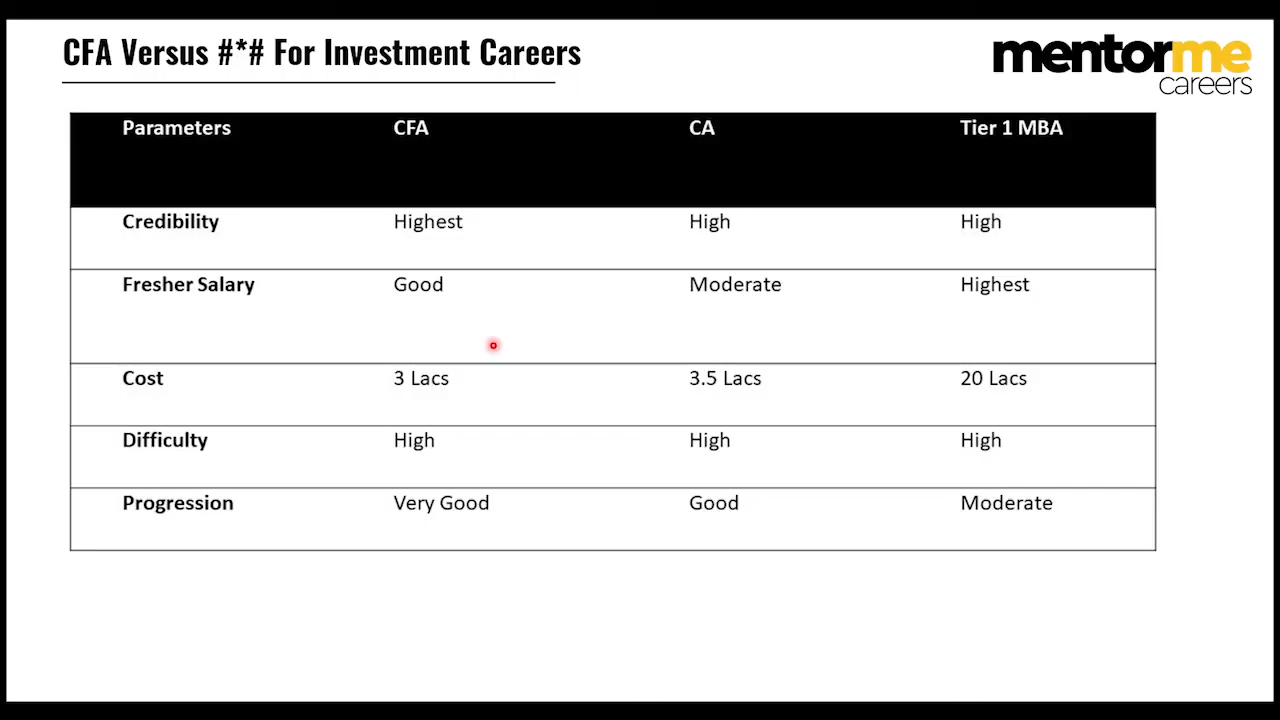 CFA Versus #*# For Investment Careers
mentorme
careers
Parameters CFA CA Tier 1 MBA
Credibility Highest High High
Fresher Salary Good Moderate Highest
Cost 3 Lacs 3.5 Lacs 20 Lacs
Difficulty High High High
Progression Very Good Good Moderate